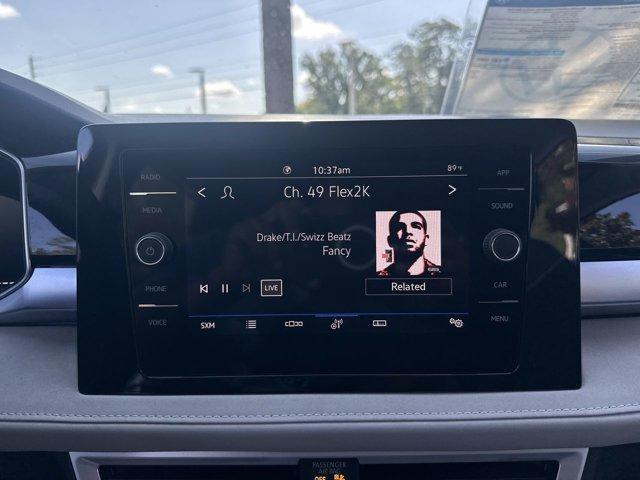 10:37am
89°F
RADIO
MEDIA
PHONE
VOICE
Ch. 49 Flex2K
Drake/T.I./Swizz Beatz
Fancy
LIVE
Related
SXM
APP
SOUND
CAR
MENU
PASSENGER
AIR BAG
OFF